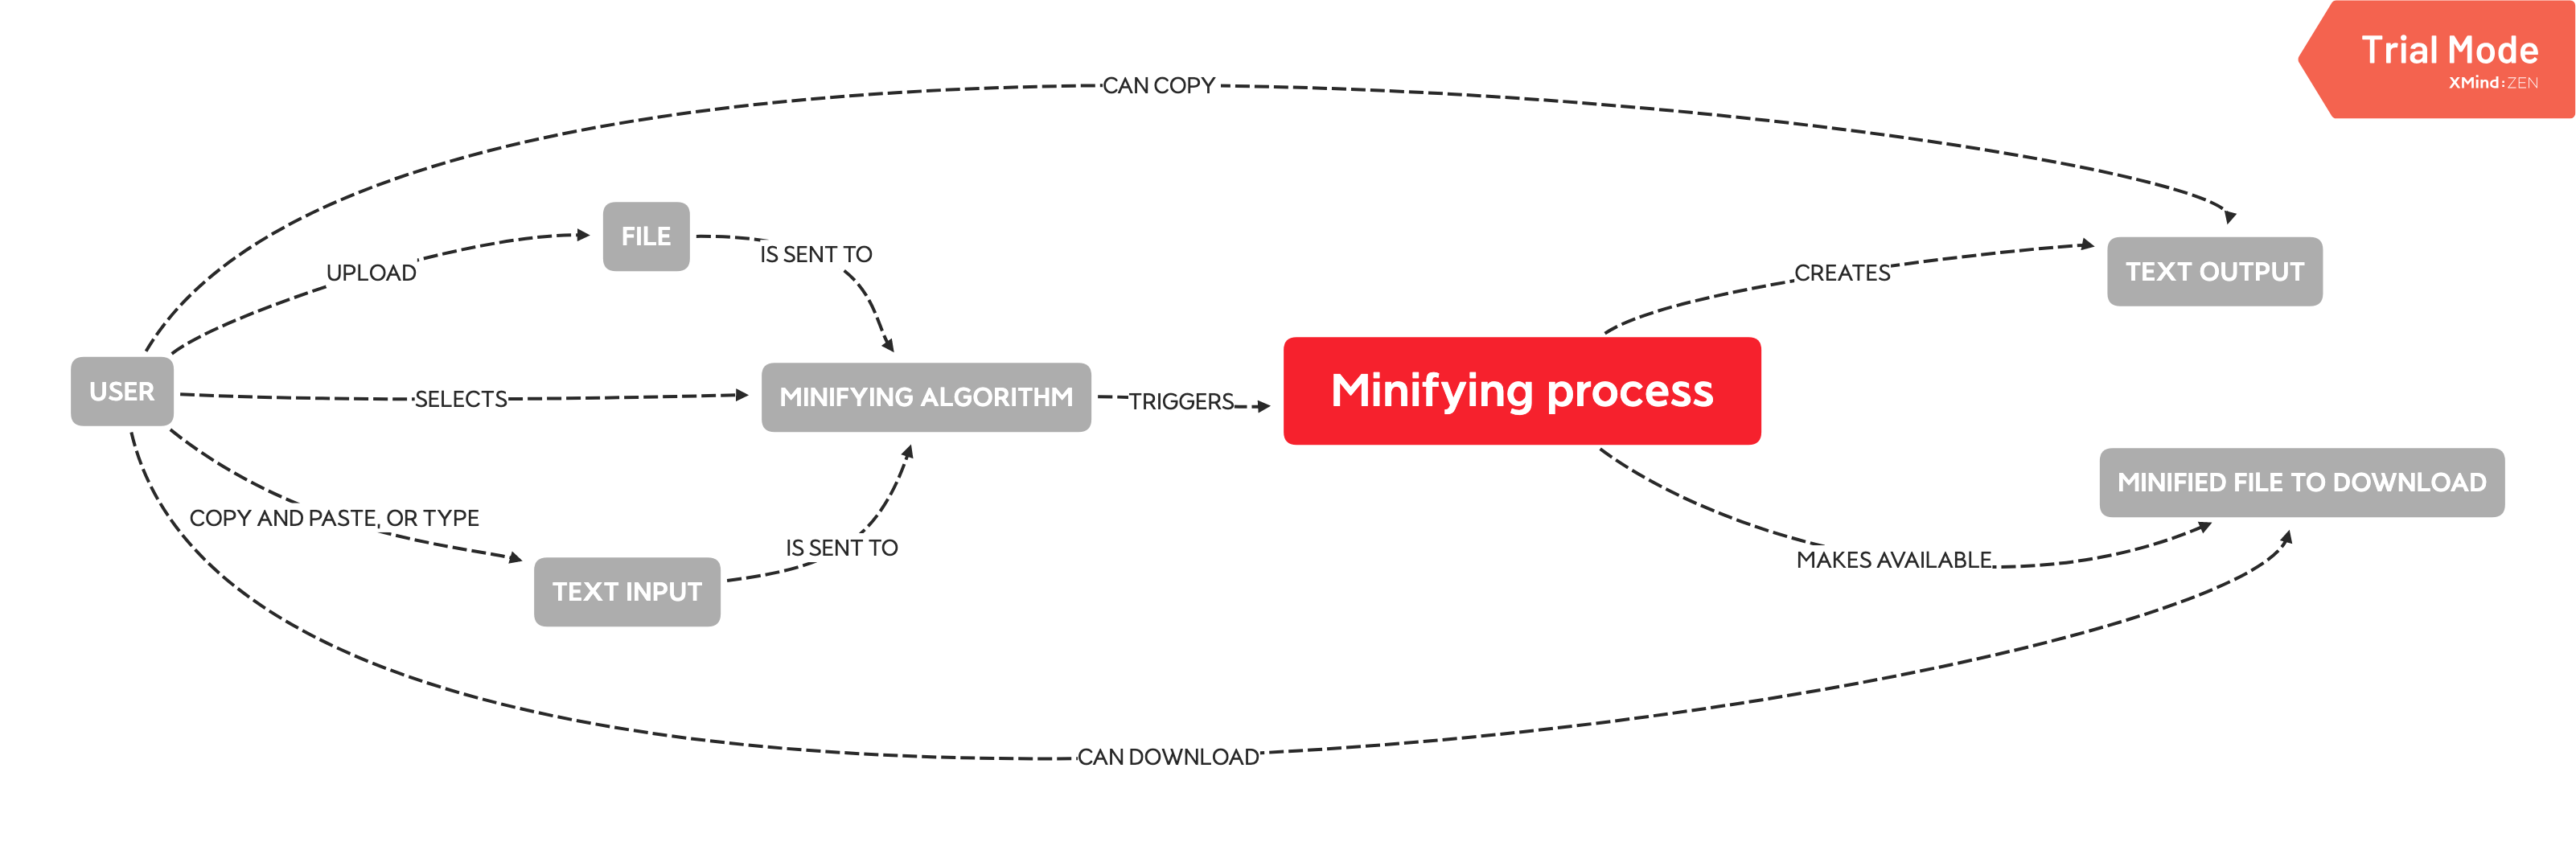 Trial Mode
XMind:ZEN
CAN COPY
FILE
IS SENT TO
UPLOAD
CREATES
TEXT OUTPUT
USER
SELECTS
MINIFYING ALGORITHM
TRIGGERS
Minifying process
MINIFIED FILE TO DOWNLOAD
COPY AND PASTE, OR TYPE
IS SENT TO
MAKES AVAILABLE
TEXT INPUT
CAN DOWNLOAD